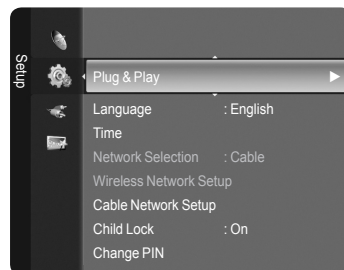 Setup
Plug & Play
Language : English
Time
Network Selection : Cable
Wireless Network Setup
Cable Network Setup
Child Lock : On
Change PIN